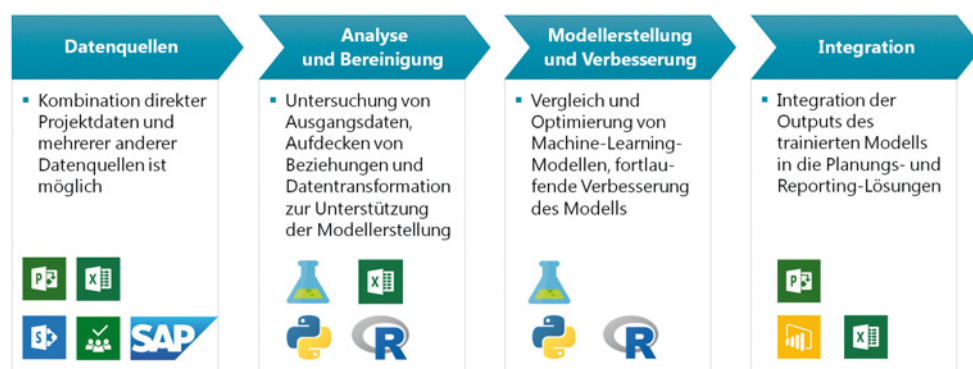 Datenquellen
▪ Kombination direkter
Projektdaten und
mehrerer anderer
Datenquellen ist
möglich
P
X
S
SAP
Analyse
und Bereinigung
▪ Untersuchung von
Ausgangsdaten,
Aufdecken von
Beziehungen und
Datentransformation
zur Unterstützung
der Modellerstellung
X
R
Modellerstellung
und Verbesserung
▪ Vergleich und
Optimierung von
Machine-Learning-
Modellen, fortlau-
fende Verbesserung
des Modells
R
Integration
▪ Integration der
Outputs des
trainierten Modells
in die Planungs- und
Reporting-Lösungen
P
X